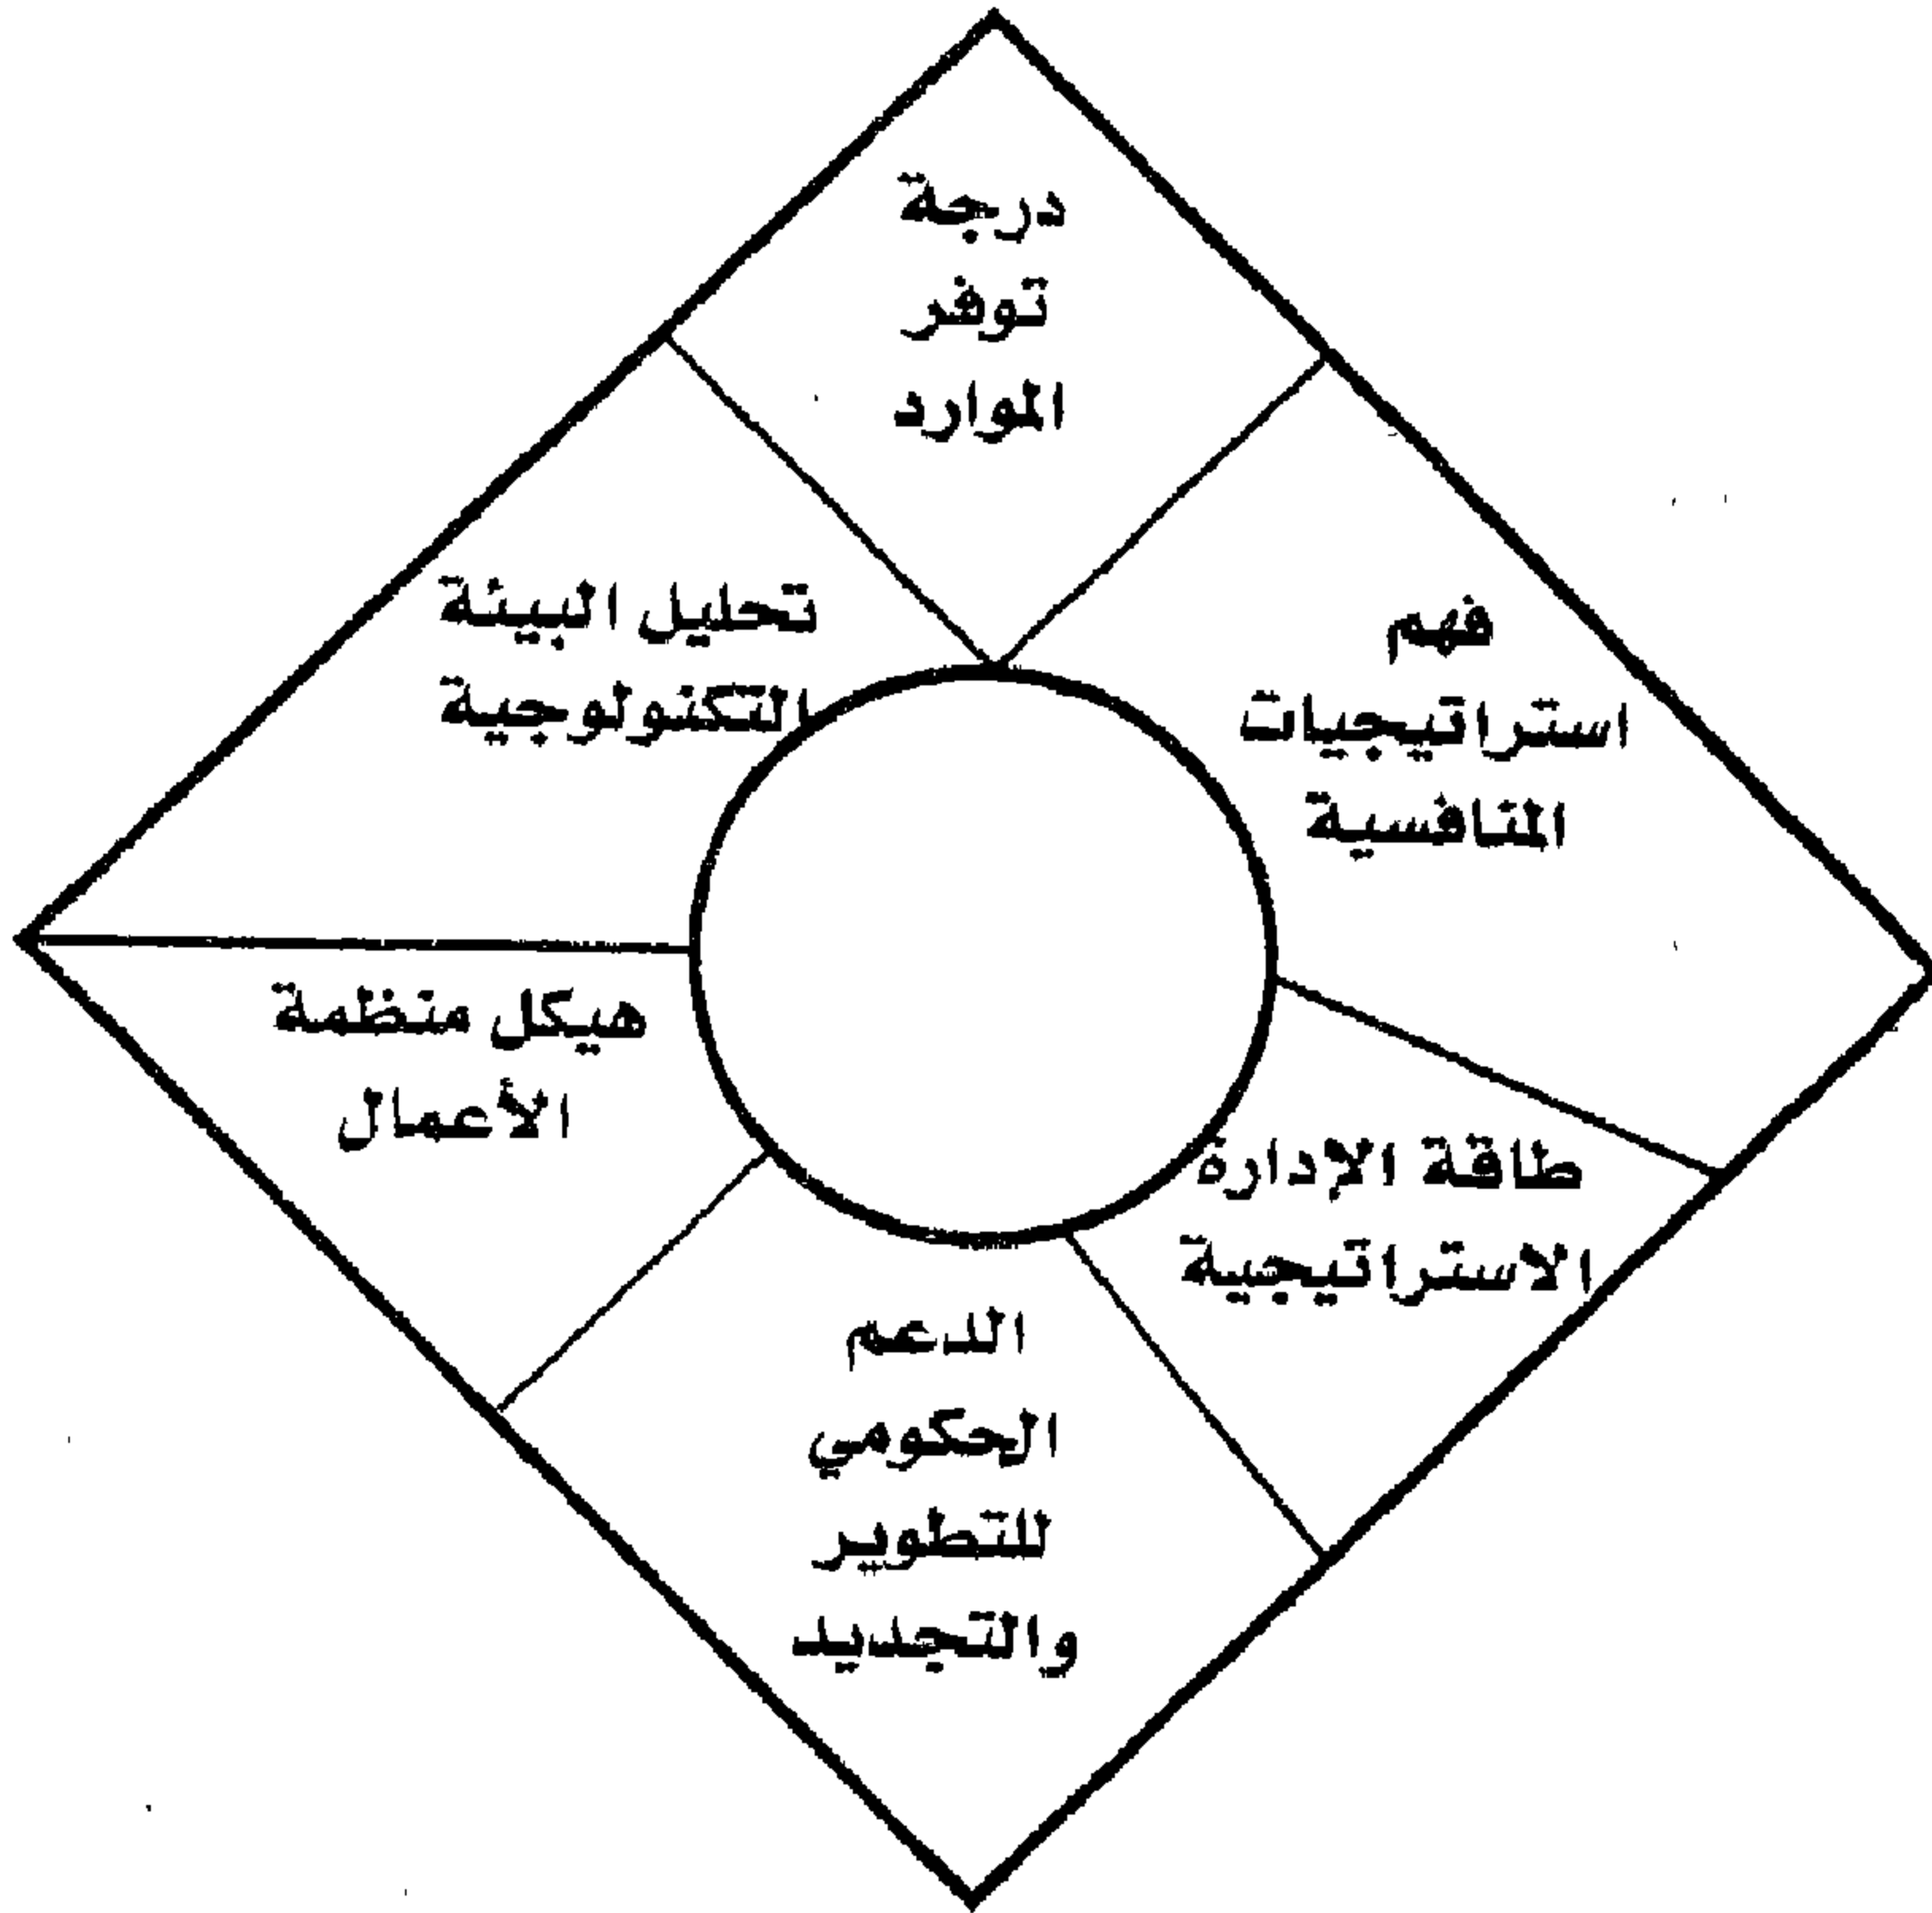 درجة
توفر
الموارد
فهم
استراتيجيات
المنافسية
تحليل البيئة
التكنولوجية
هيكل منظمة
الأعمال
طاقة الإدارة
الاستراتيجية
الدعم
الحكومي
للتطوير
والتجديد